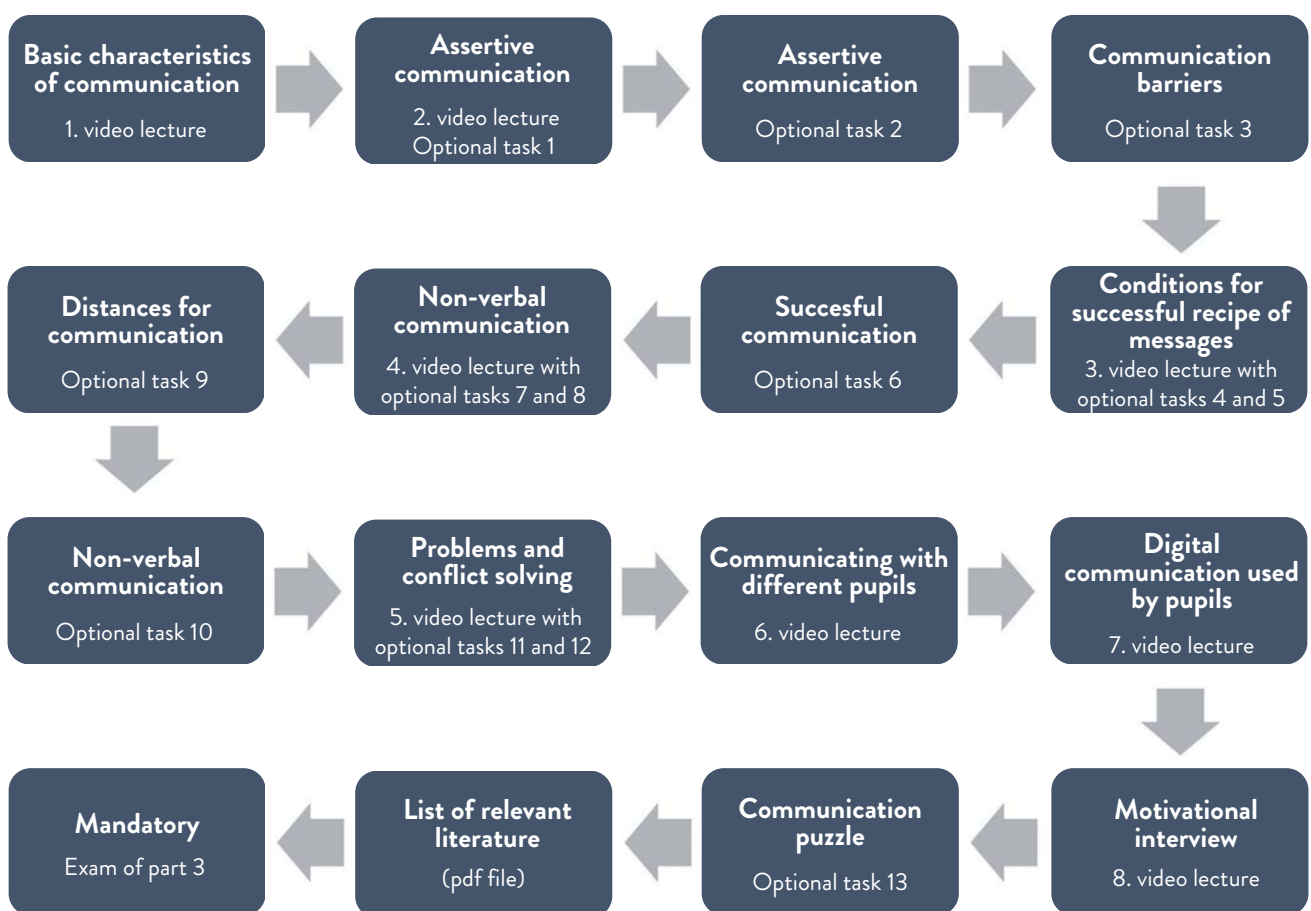 Basic characteristics
of communication
1. video lecture
Assertive
communication
2. video lecture
Optional task 1
Assertive
communication
Optional task 2
Communication
barriers
Optional task 3
Conditions for
successful recipe of
messages
3. video lecture with
optional tasks 4 and 5
Succesful
communication
Optional task 6
Non-verbal
communication
4. video lecture with
optional tasks 7 and 8
Distances for
communication
Optional task 9
Non-verbal
communication
Optional task 10
Problems and
conflict solving
5. video lecture with
optional tasks 11 and 12
Communicating with
different pupils
6. video lecture
Digital
communication used
by pupils
7. video lecture
Motivational
interview
8. video lecture
Communication
puzzle
Optional task 13
List of relevant
literature
(pdf file)
Mandatory
Exam of part 3